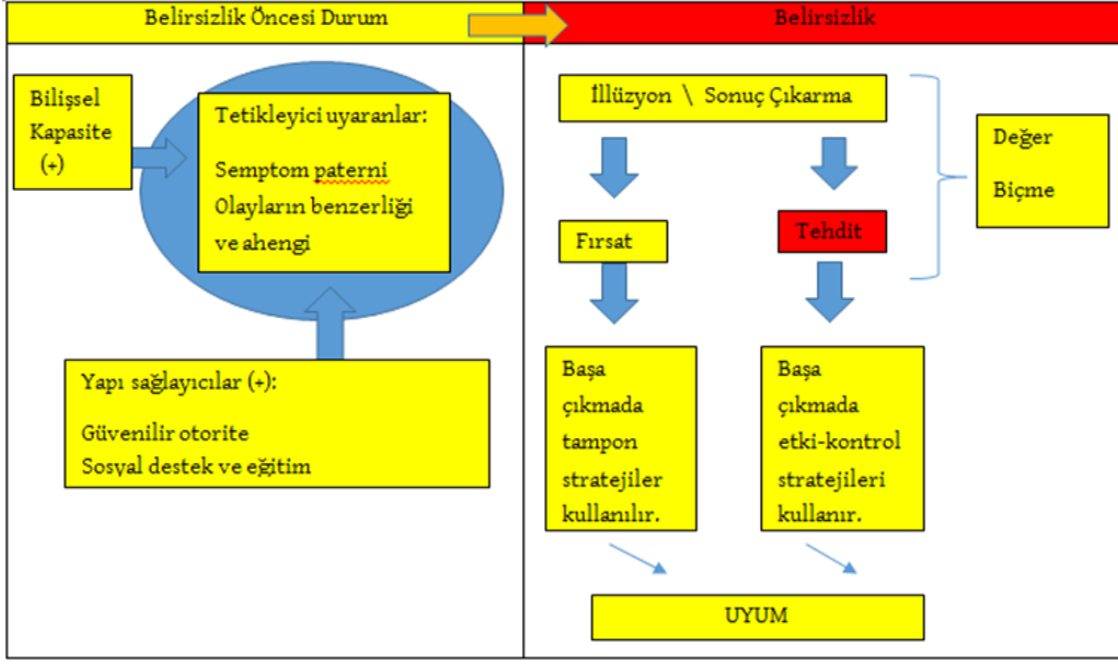 Belirsizlik Öncesi Durum
Belirsizlik
Bilişsel
Kapasite
(+)
Tetikleyici uyaranlar:
Semptom paterni
Olayların benzerliği
ve ahengi
Yapı sağlayıcılar (+):
Güvenilir otorite
Sosyal destek ve eğitim
İllüzyon \ Sonuç Çıkarma
Değer
Biçme
Fırsat
Tehdit
Başa
çıkmada
tampon
stratejiler
kullanılır.
Başa
çıkmada
etki-kontrol
stratejileri
kullanır.
UYUM